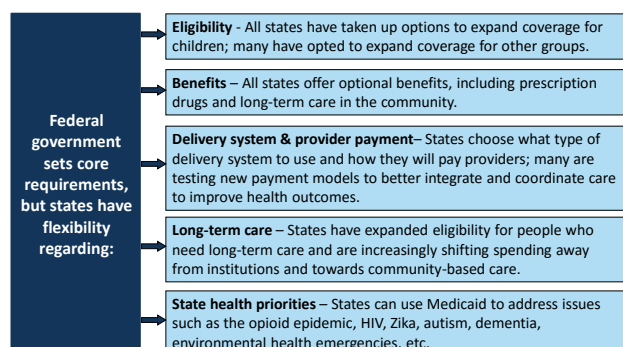 Federal
government
sets core
requirements,
but states have
flexibility
regarding:
Eligibility - All states have taken up options to expand coverage for
children; many have opted to expand coverage for other groups.
Benefits – All states offer optional benefits, including prescription
drugs and long-term care in the community.
Delivery system & provider payment– States choose what type of
delivery system to use and how they will pay providers; many are
testing new payment models to better integrate and coordinate care
to improve health outcomes.
Long-term care – States have expanded eligibility for people who
need long-term care and are increasingly shifting spending away
from institutions and towards community-based care.
State health priorities – States can use Medicaid to address issues
such as the opioid epidemic, HIV, Zika, autism, dementia,
environmental health emergencies, etc.